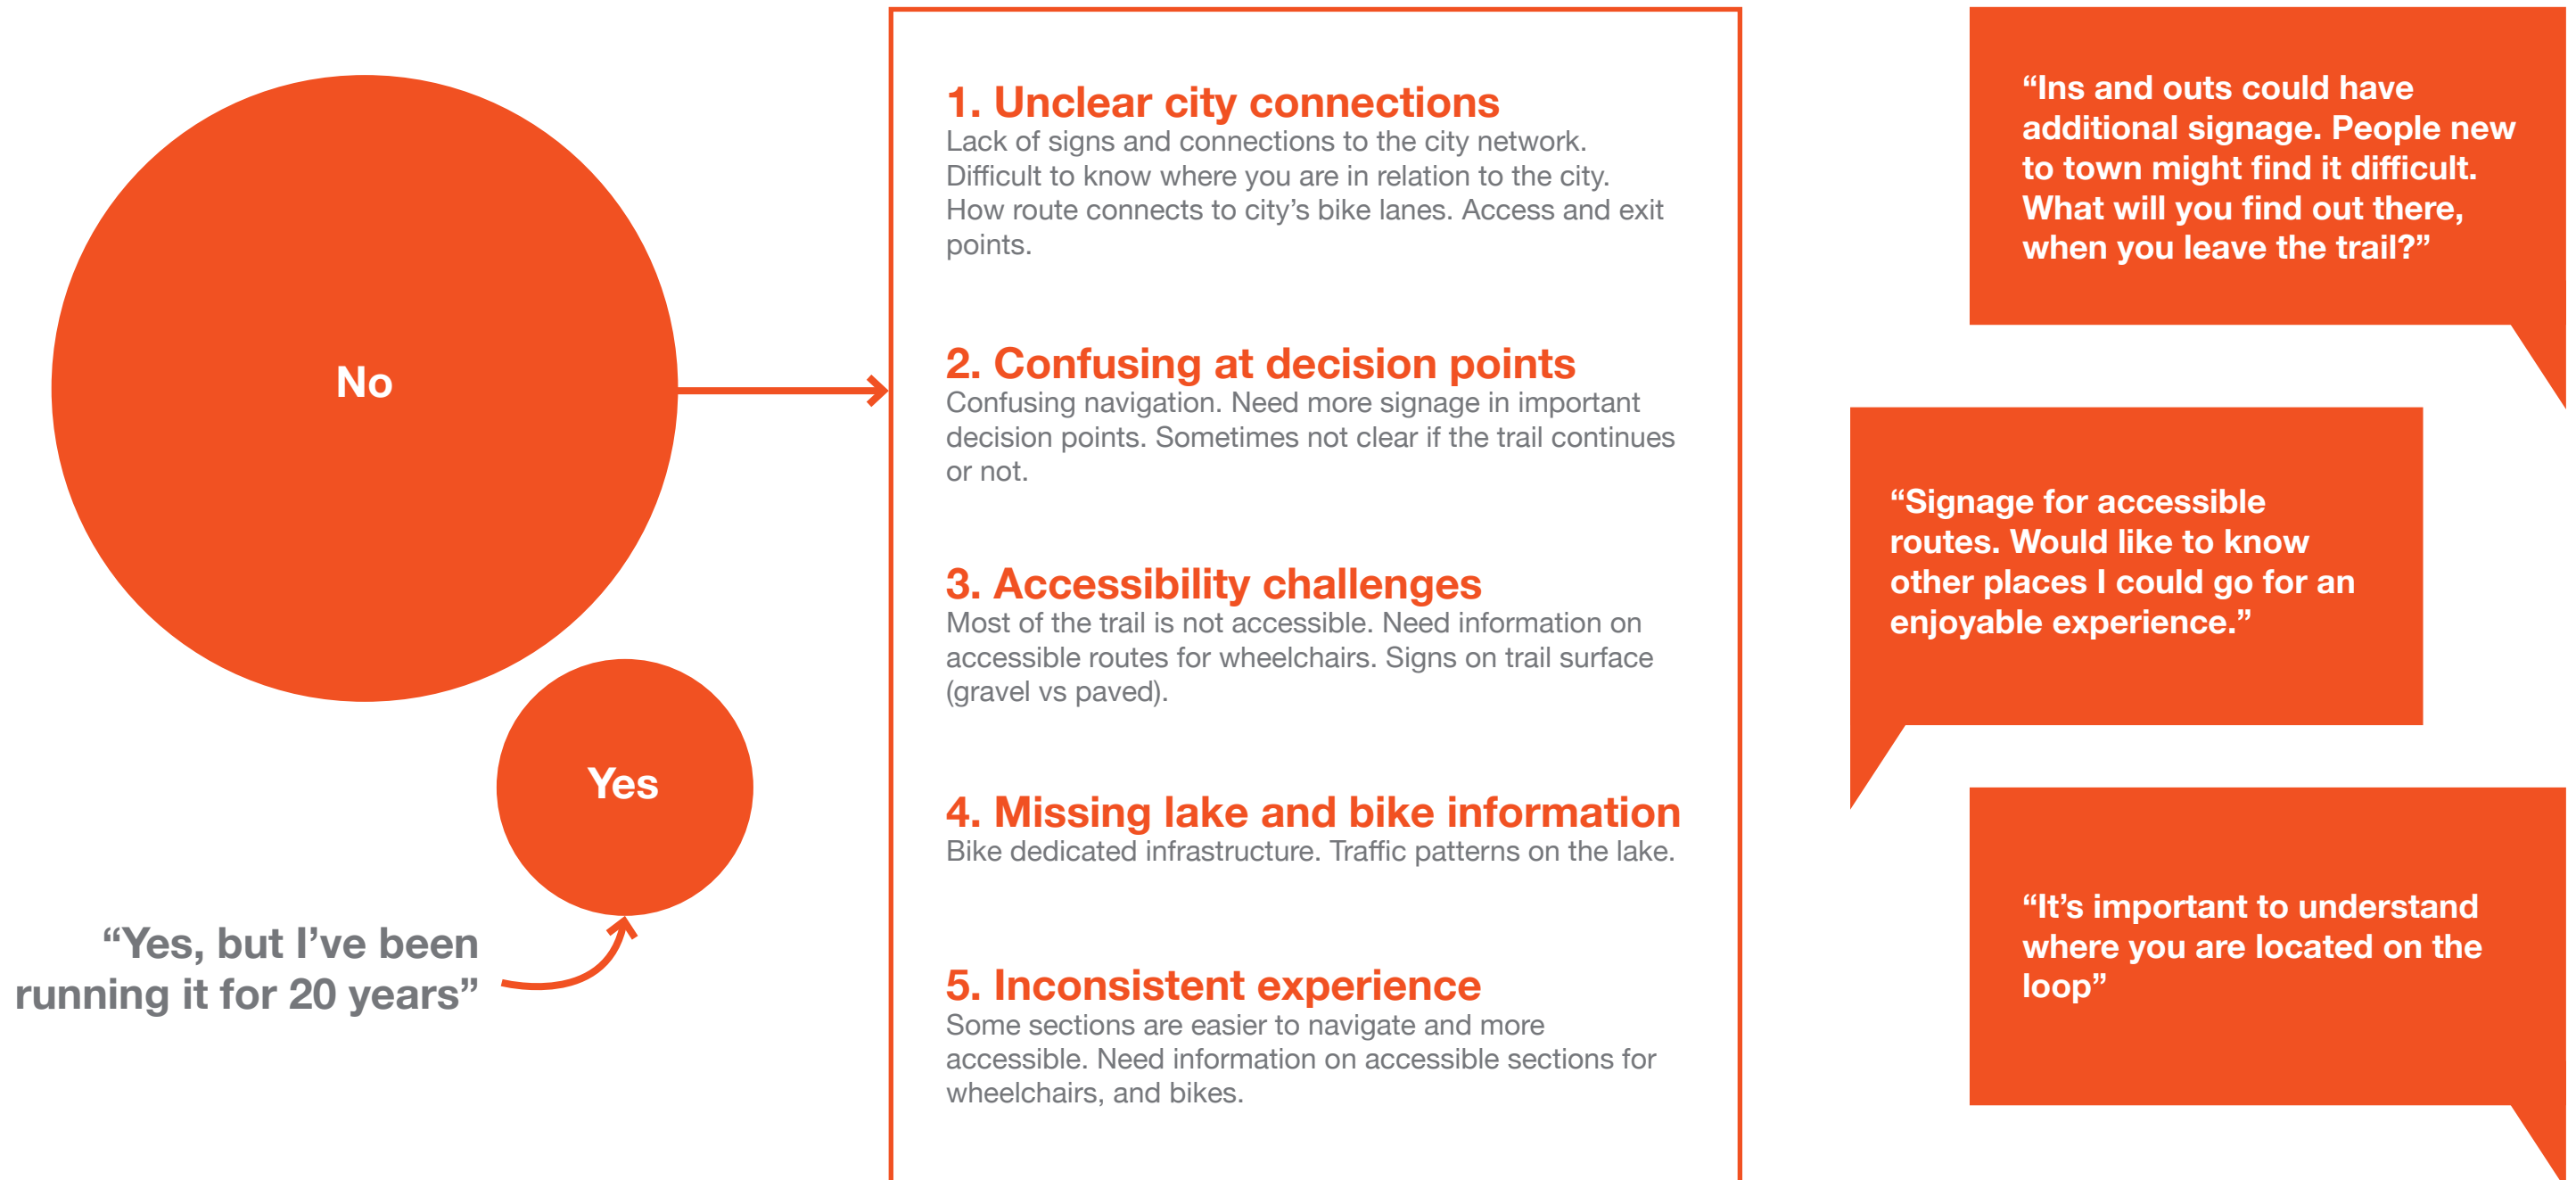 No
Yes
“Yes, but I’ve been
running it for 20 years”
1. Unclear city connections
Lack of signs and connections to the city network.
Difficult to know where you are in relation to the city.
How route connects to city’s bike lanes. Access and exit
points.
2. Confusing at decision points
Confusing navigation. Need more signage in important
decision points. Sometimes not clear if the trail continues
or not.
3. Accessibility challenges
Most of the trail is not accessible. Need information on
accessible routes for wheelchairs. Signs on trail surface
(gravel vs paved).
4. Missing lake and bike information
Bike dedicated infrastructure. Traffic patterns on the lake.
5. Inconsistent experience
Some sections are easier to navigate and more
accessible. Need information on accessible sections for
wheelchairs, and bikes.
“Ins and outs could have
additional signage. People new
to town might find it difficult.
What will you find out there,
when you leave the trail?”
“Signage for accessible
routes. Would like to know
other places I could go for an
enjoyable experience.”
“It’s important to understand
where you are located on the
loop”